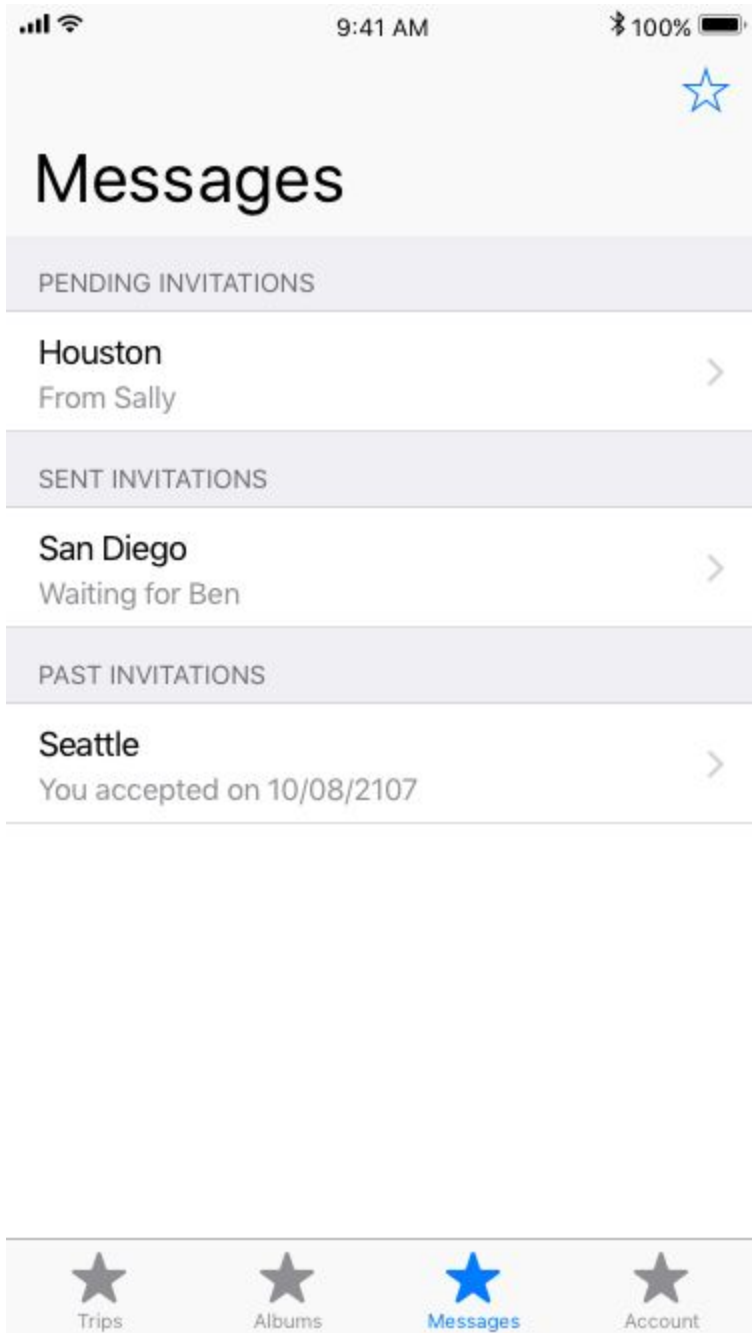 9:41 AM
100%
Messages
PENDING INVITATIONS
Houston
From Sally
SENT INVITATIONS
San Diego
Waiting for Ben
PAST INVITATIONS
Seattle
You accepted on 10/08/2107
Trips
Albums
Messages
Account